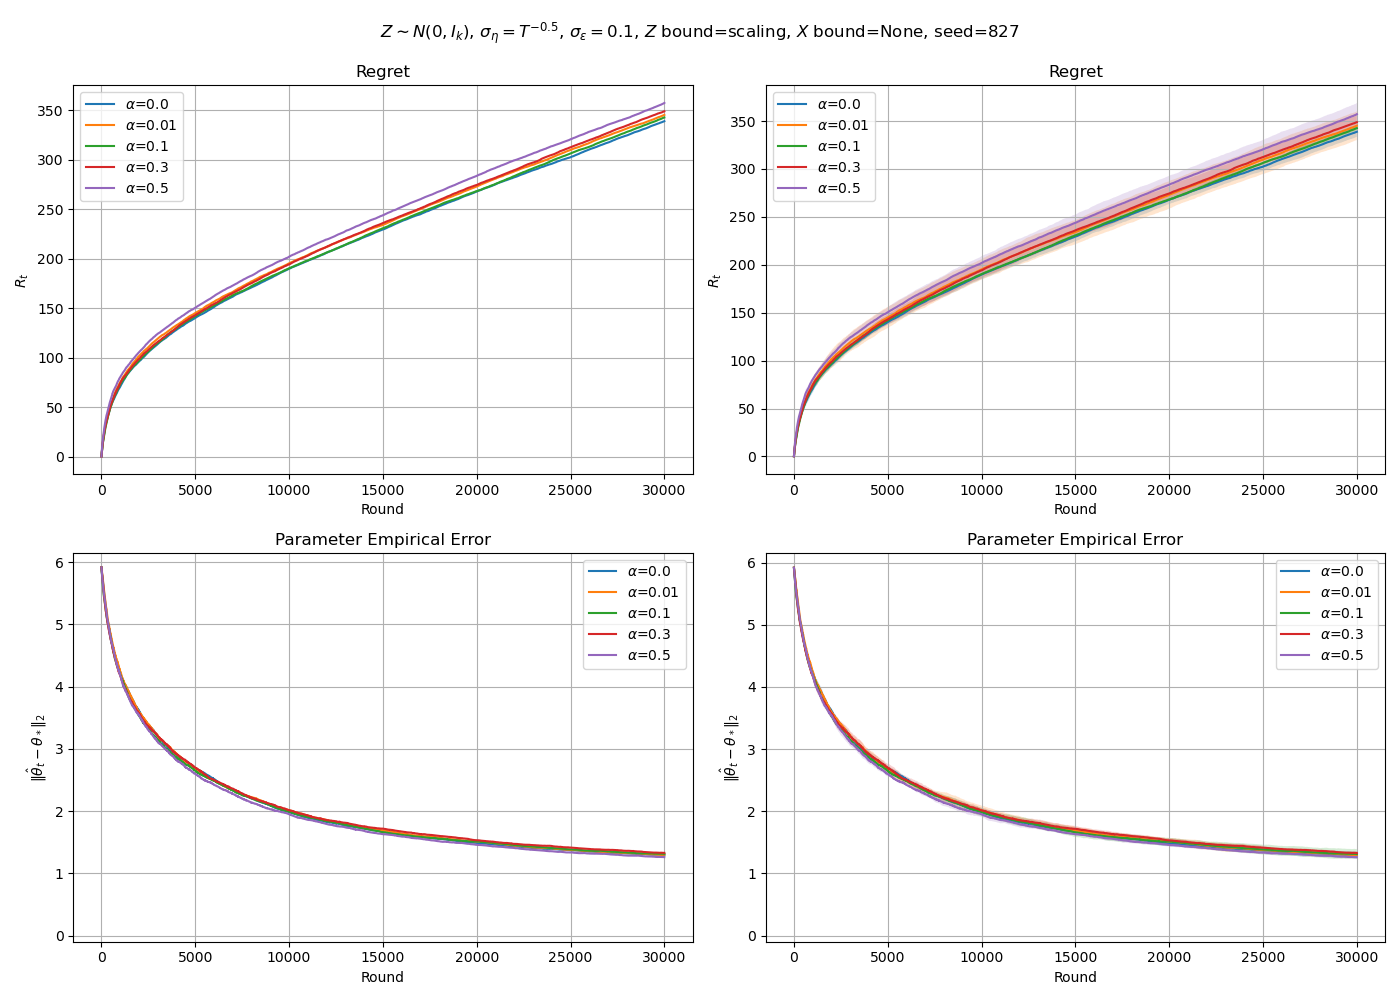 Z ~ N(0, I_k), σ_η = T^{-0.5}, σ_ε = 0.1, Z bound=scaling, X bound=None, seed=827
Regret
R_t
350
300
250
200
150
100
50
0
α=0.0
α=0.01
α=0.1
α=0.3
α=0.5
0 5000 10000 15000 20000 25000 30000
Round
Regret
R_t
350
300
250
200
150
100
50
0
α=0.0
α=0.01
α=0.1
α=0.3
α=0.5
0 5000 10000 15000 20000 25000 30000
Round
Parameter Empirical Error
‖θ̂_t − θ_*‖_2
6
5
4
3
2
1
0
α=0.0
α=0.01
α=0.1
α=0.3
α=0.5
0 5000 10000 15000 20000 25000 30000
Round
Parameter Empirical Error
‖θ̂_t − θ_*‖_2
6
5
4
3
2
1
0
α=0.0
α=0.01
α=0.1
α=0.3
α=0.5
0 5000 10000 15000 20000 25000 30000
Round